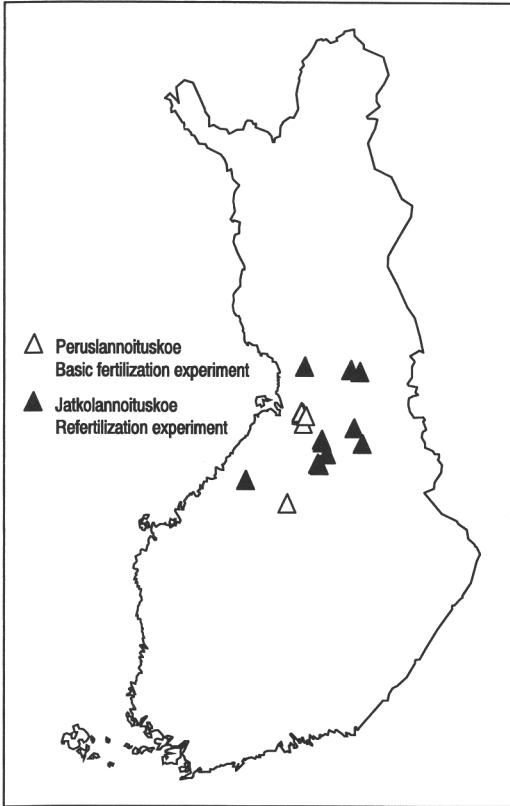 Peruslannoituskoe
Basic fertilization experiment
Jatkolannoituskoe
Refertilization experiment